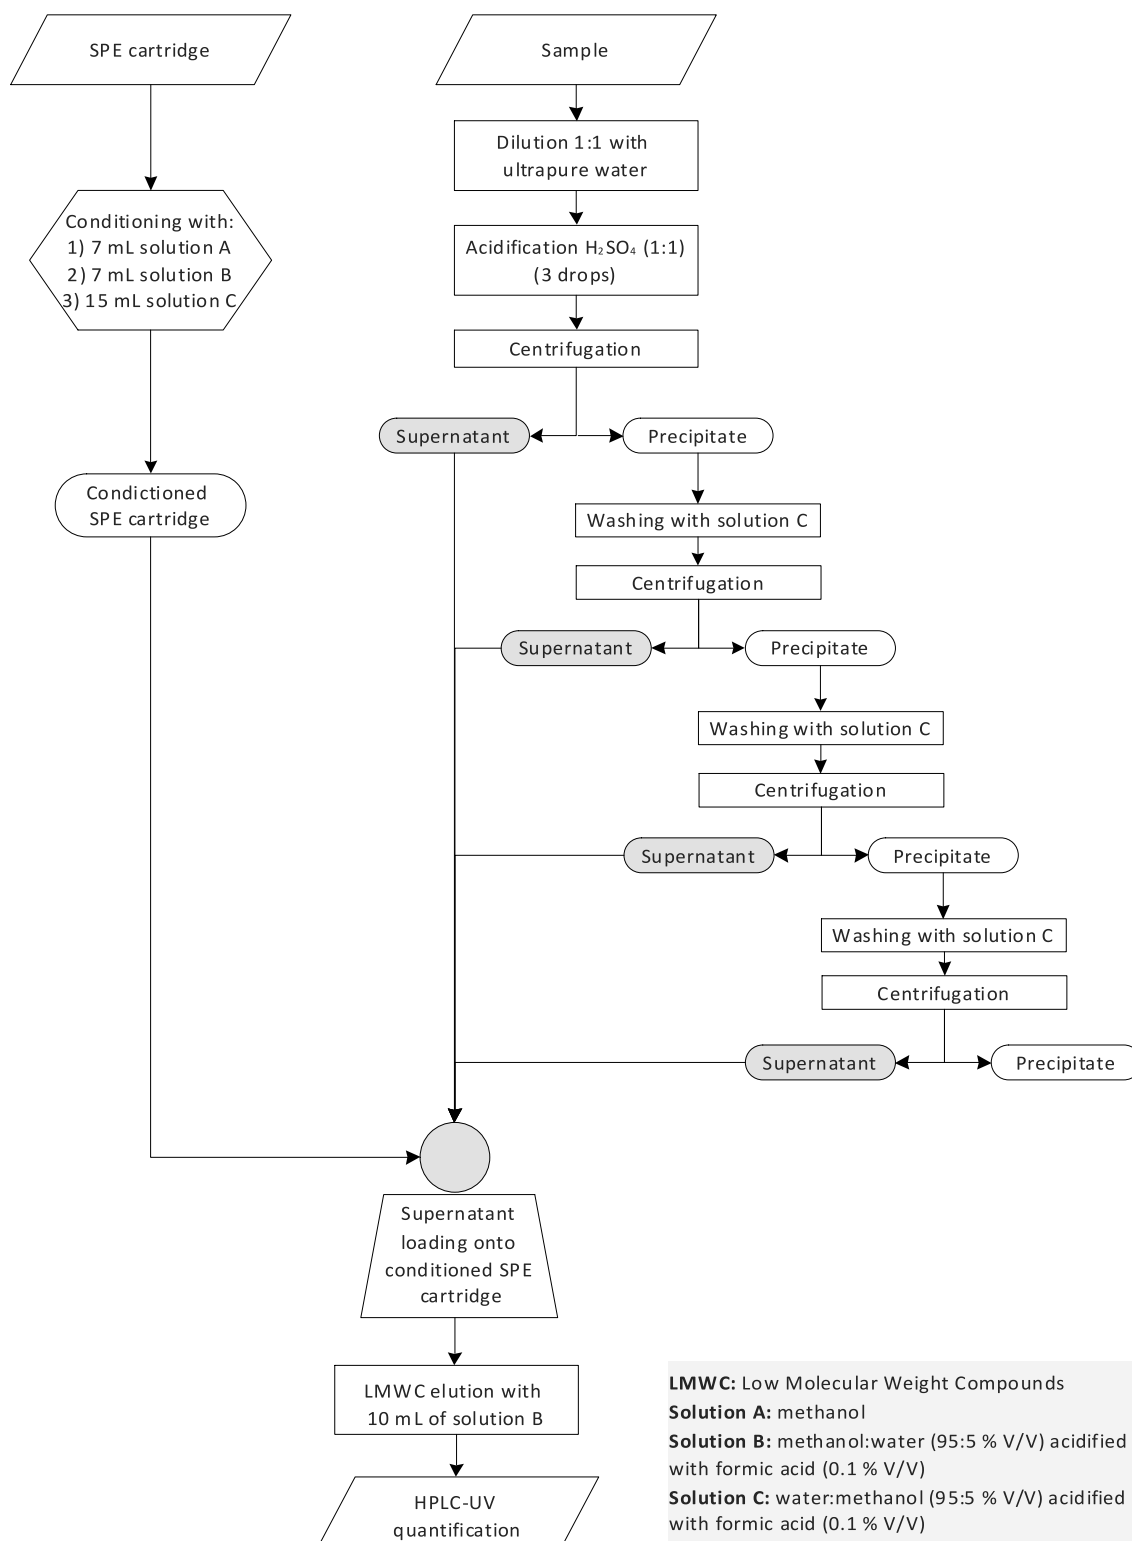 SPE cartridge
Conditioning with:
1) 7 mL solution A
2) 7 mL solution B
3) 15 mL solution C
Condictioned
SPE cartridge
Sample
Dilution 1:1 with
ultrapure water
Acidification H₂SO₄ (1:1)
(3 drops)
Centrifugation
Supernatant
Precipitate
Washing with solution C
Centrifugation
Supernatant
Precipitate
Washing with solution C
Centrifugation
Supernatant
Precipitate
Washing with solution C
Centrifugation
Supernatant
Precipitate
Supernatant
loading onto
conditioned SPE
cartridge
LMWC elution with
10 mL of solution B
HPLC-UV
quantification
LMWC: Low Molecular Weight Compounds
Solution A: methanol
Solution B: methanol:water (95:5 % V/V) acidified
with formic acid (0.1 % V/V)
Solution C: water:methanol (95:5 % V/V) acidified
with formic acid (0.1 % V/V)